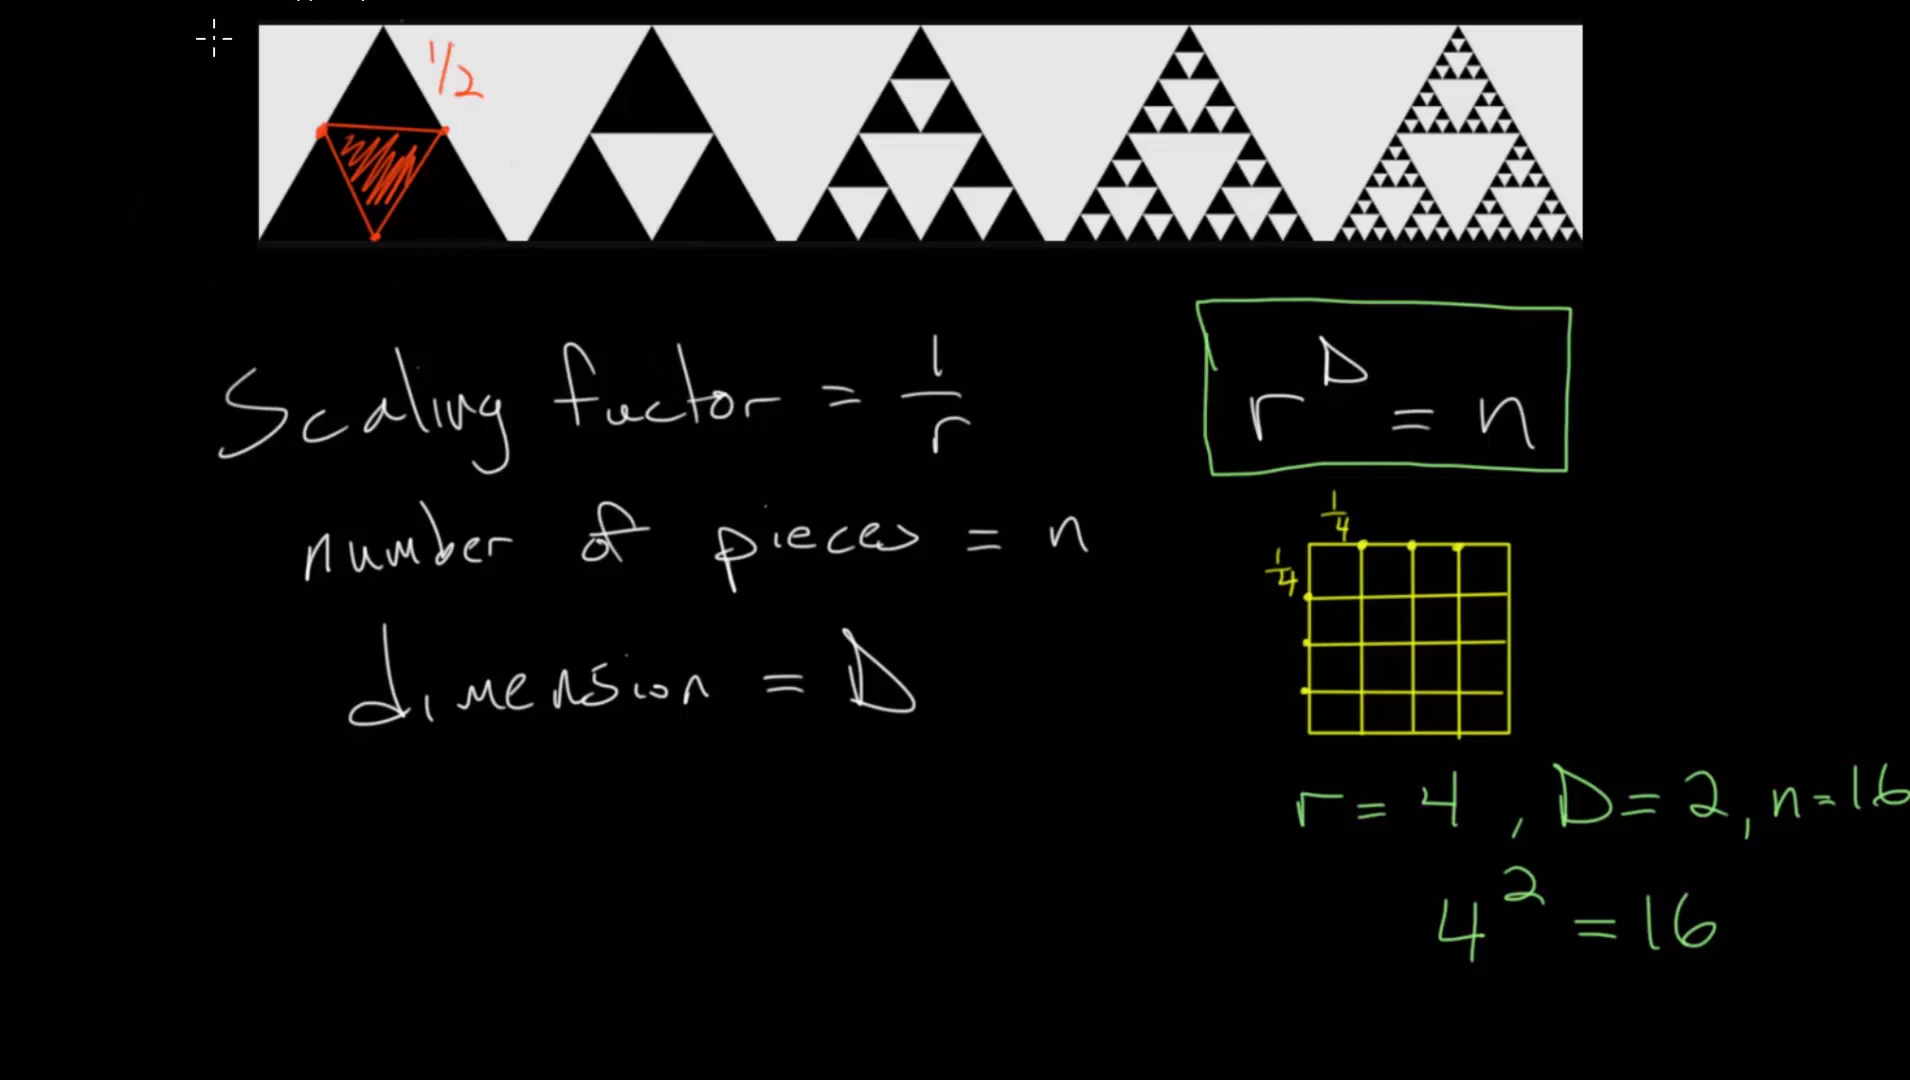 1/2
Scaling factor = 1/r
r^D = n
number of pieces = n
1/4
1/4
dimension = D
r = 4, D = 2, n = 16
4^2 = 16